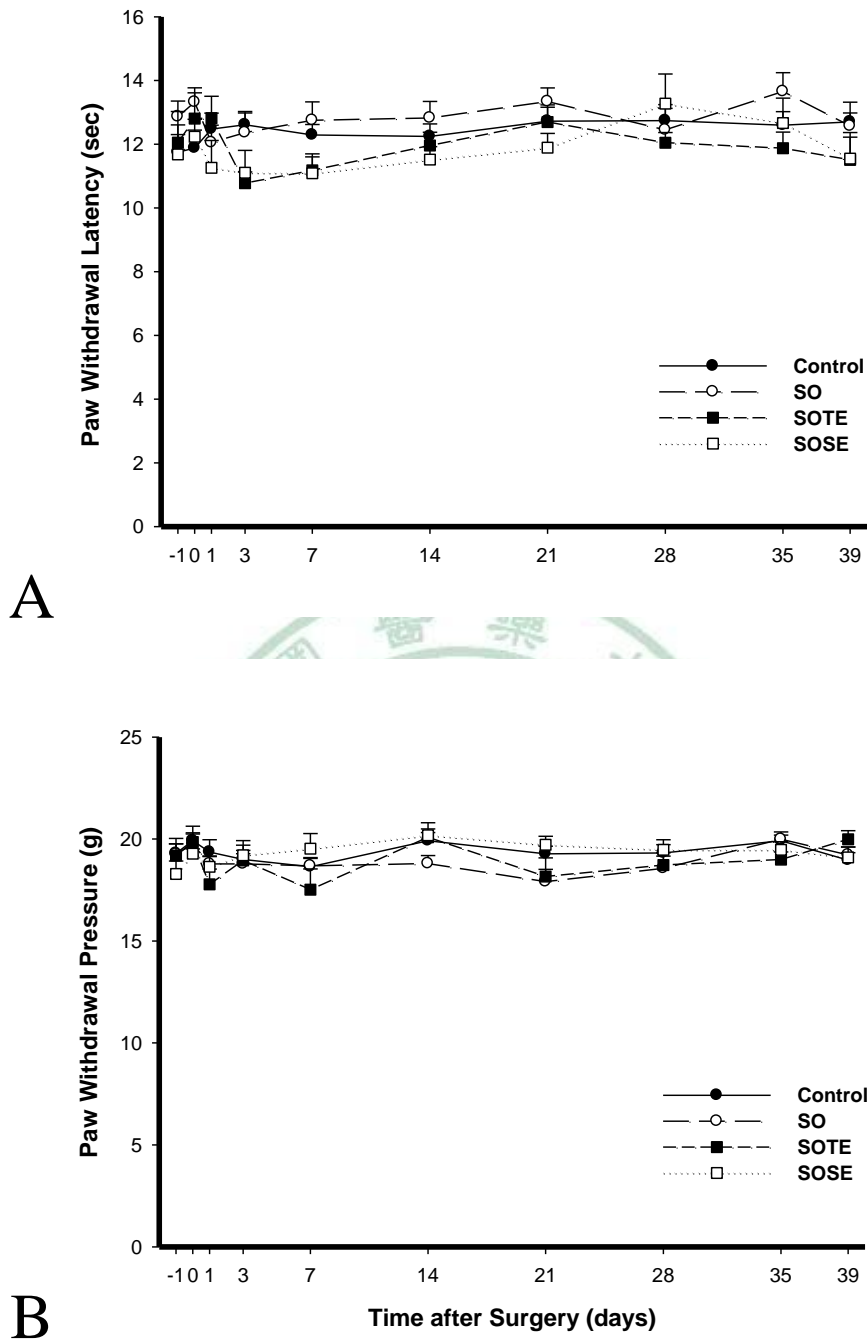 16
14
12
10
8
6
4
2
0
Paw Withdrawal Latency (sec)
Control
SO
SOTE
SOSE
-1 0 1 3 7 14 21 28 35 39
A
醫 藥
25
20
15
10
5
0
Paw Withdrawal Pressure (g)
Control
SO
SOTE
SOSE
-1 0 1 3 7 14 21 28 35 39
Time after Surgery (days)
B